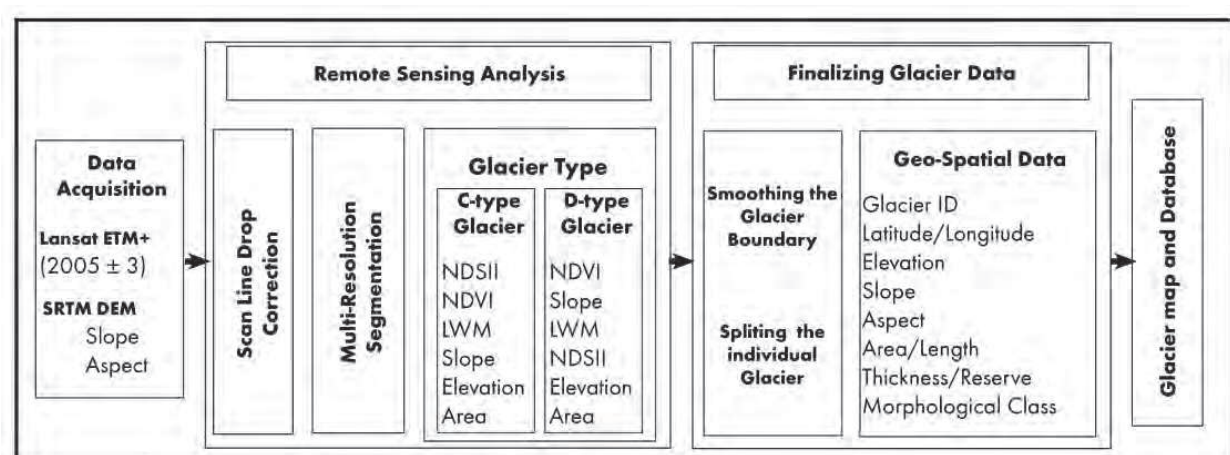 Remote Sensing Analysis
Finalizing Glacier Data
Data
Acquisition
Lansat ETM+
(2005 ± 3)
SRTM DEM
Slope
Aspect
Scan Line Drop
Correction
Multi-Resolution
Segmentation
Glacier Type
C-type
Glacier
NDSII
NDVI
LWM
Slope
Elevation
Area
D-type
Glacier
NDVI
Slope
LWM
NDSII
Elevation
Area
Smoothing the
Glacier
Boundary
Spliting the
individual
Glacier
Geo-Spatial Data
Glacier ID
Latitude/Longitude
Elevation
Slope
Aspect
Area/Length
Thickness/Reserve
Morphological Class
Glacier map and Database